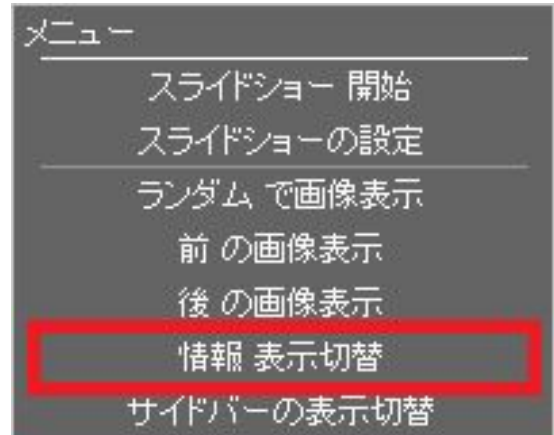 メニュー
スライドショー 開始
スライドショーの設定
ランダム で画像表示
前 の画像表示
後 の画像表示
情報 表示切替
サイドバーの表示切替